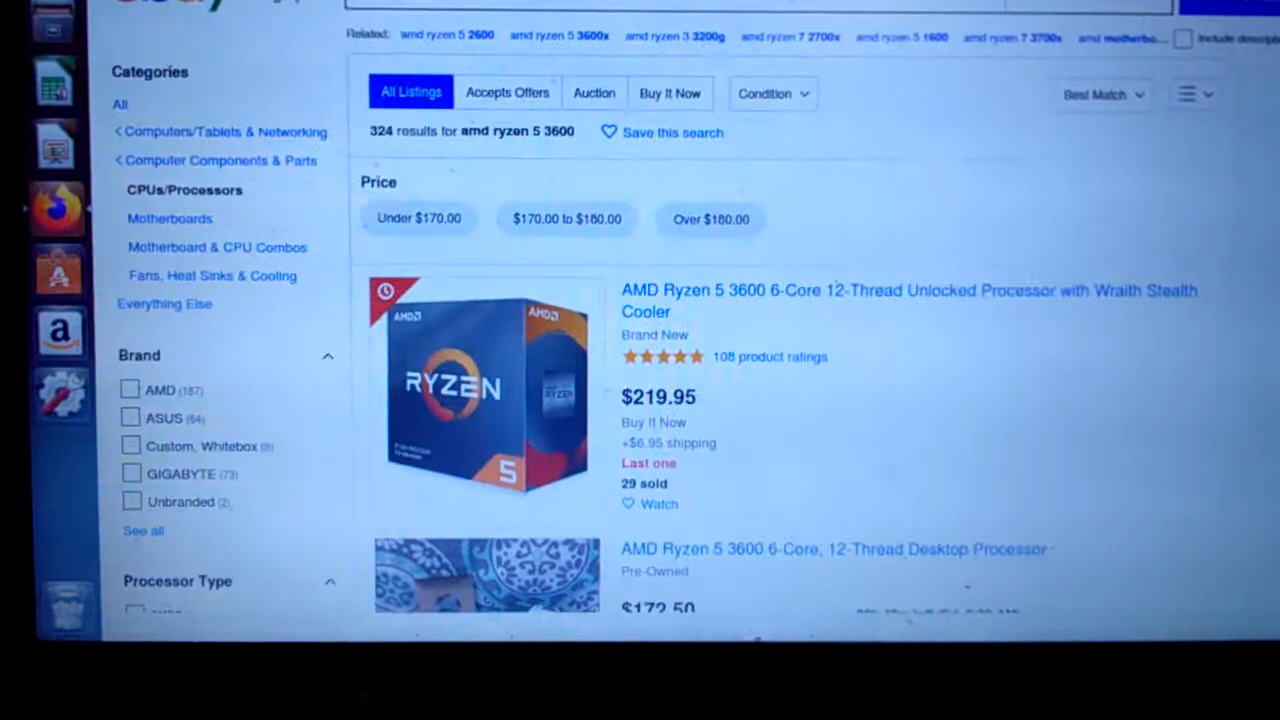 Related: amd ryzen 5 2600 amd ryzen 5 3600x amd ryzen 3 3200g amd ryzen 7 2700x amd ryzen 5 1600 amd ryzen 7 3700x amd motherbo... Include
Categories
All
Computers/Tablets & Networking
Computer Components & Parts
CPUs/Processors
Motherboards
Motherboard & CPU Combos
Fans, Heat Sinks & Cooling
Everything Else
Brand
AMD (187)
ASUS (64)
Custom, Whitebox (8)
GIGABYTE (73)
Unbranded (2)
See all
Processor Type
All Listings Accepts Offers Auction Buy It Now Condition Best Match
324 results for amd ryzen 5 3600 Save this search
Price
Under $170.00 $170.00 to $180.00 Over $180.00
AMD
AMD
RYZEN
RYZEN
5
AMD Ryzen 5 3600 6-Core 12-Thread Unlocked Processor with Wraith Stealth
Cooler
Brand New
108 product ratings
$219.95
Buy It Now
+$6.95 shipping
Last one
29 sold
Watch
AMD Ryzen 5 3600 6-Core, 12-Thread Desktop Processor
Pre-Owned
$172.50
a